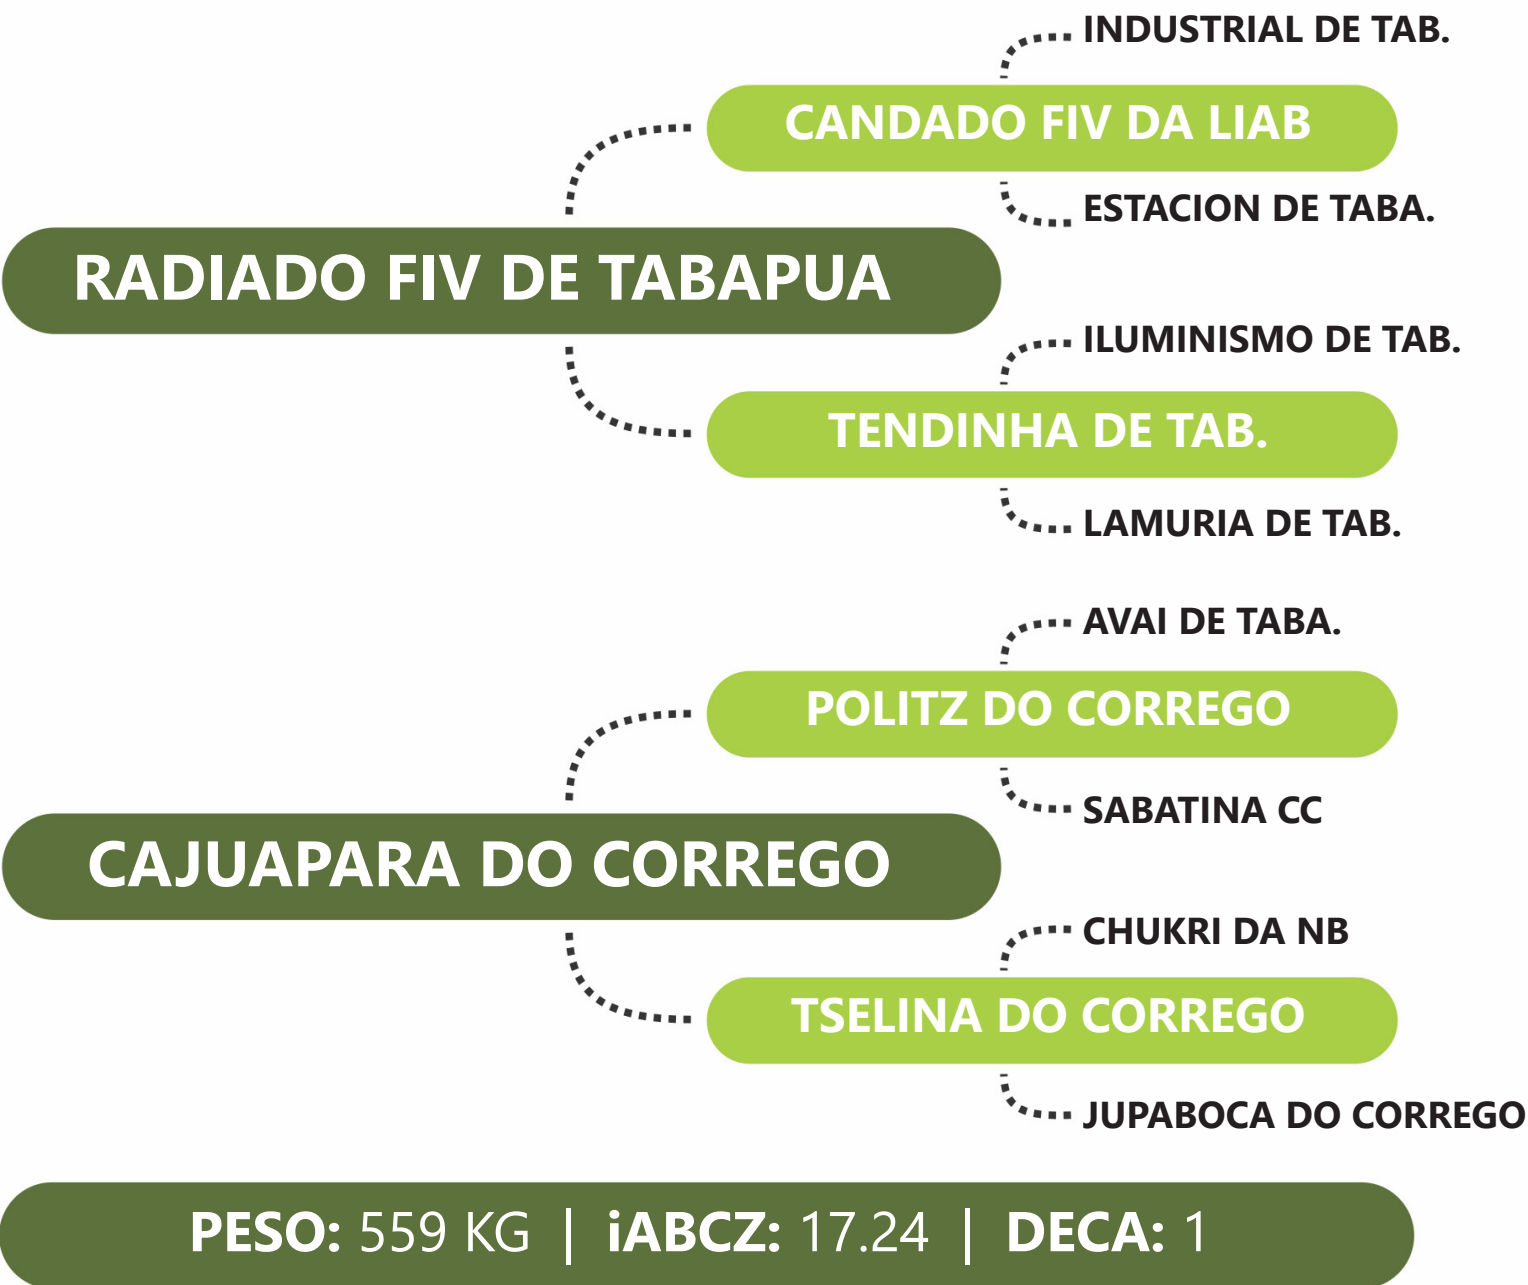 INDUSTRIAL DE TAB.
CANDADO FIV DA LIAB
ESTACION DE TABA.
RADIADO FIV DE TABAPUA
ILUMINISMO DE TAB.
TENDINHA DE TAB.
LAMURIA DE TAB.
AVAI DE TABA.
POLITZ DO CORREGO
SABATINA CC
CAJUAPARA DO CORREGO
CHUKRI DA NB
TSELINA DO CORREGO
JUPABOCA DO CORREGO
PESO: 559 KG | iABCZ: 17.24 | DECA: 1